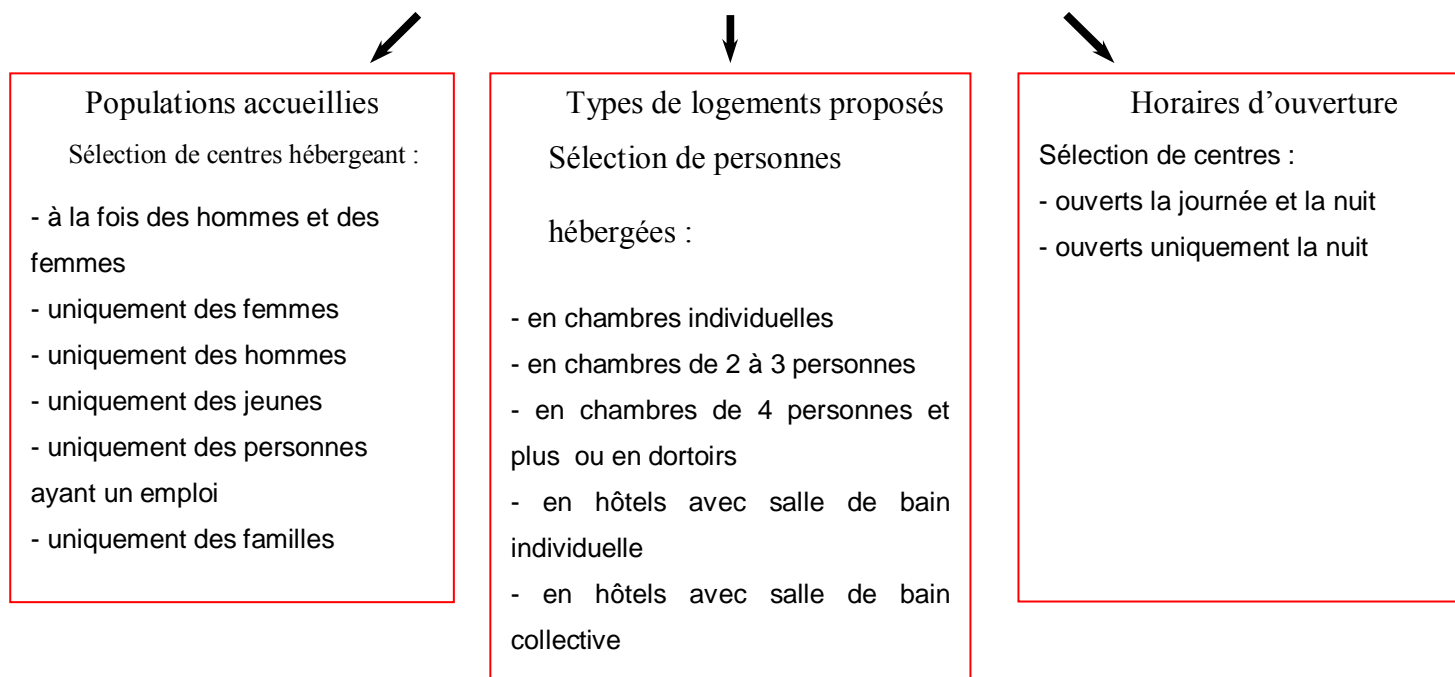 Populations accueillies
Sélection de centres hébergeant :
- à la fois des hommes et des
femmes
- uniquement des femmes
- uniquement des hommes
- uniquement des jeunes
- uniquement des personnes
ayant un emploi
- uniquement des familles
Types de logements proposés
Sélection de personnes
hébergées :
- en chambres individuelles
- en chambres de 2 à 3 personnes
- en chambres de 4 personnes et
plus ou en dortoirs
- en hôtels avec salle de bain
individuelle
- en hôtels avec salle de bain
collective
Horaires d’ouverture
Sélection de centres :
- ouverts la journée et la nuit
- ouverts uniquement la nuit